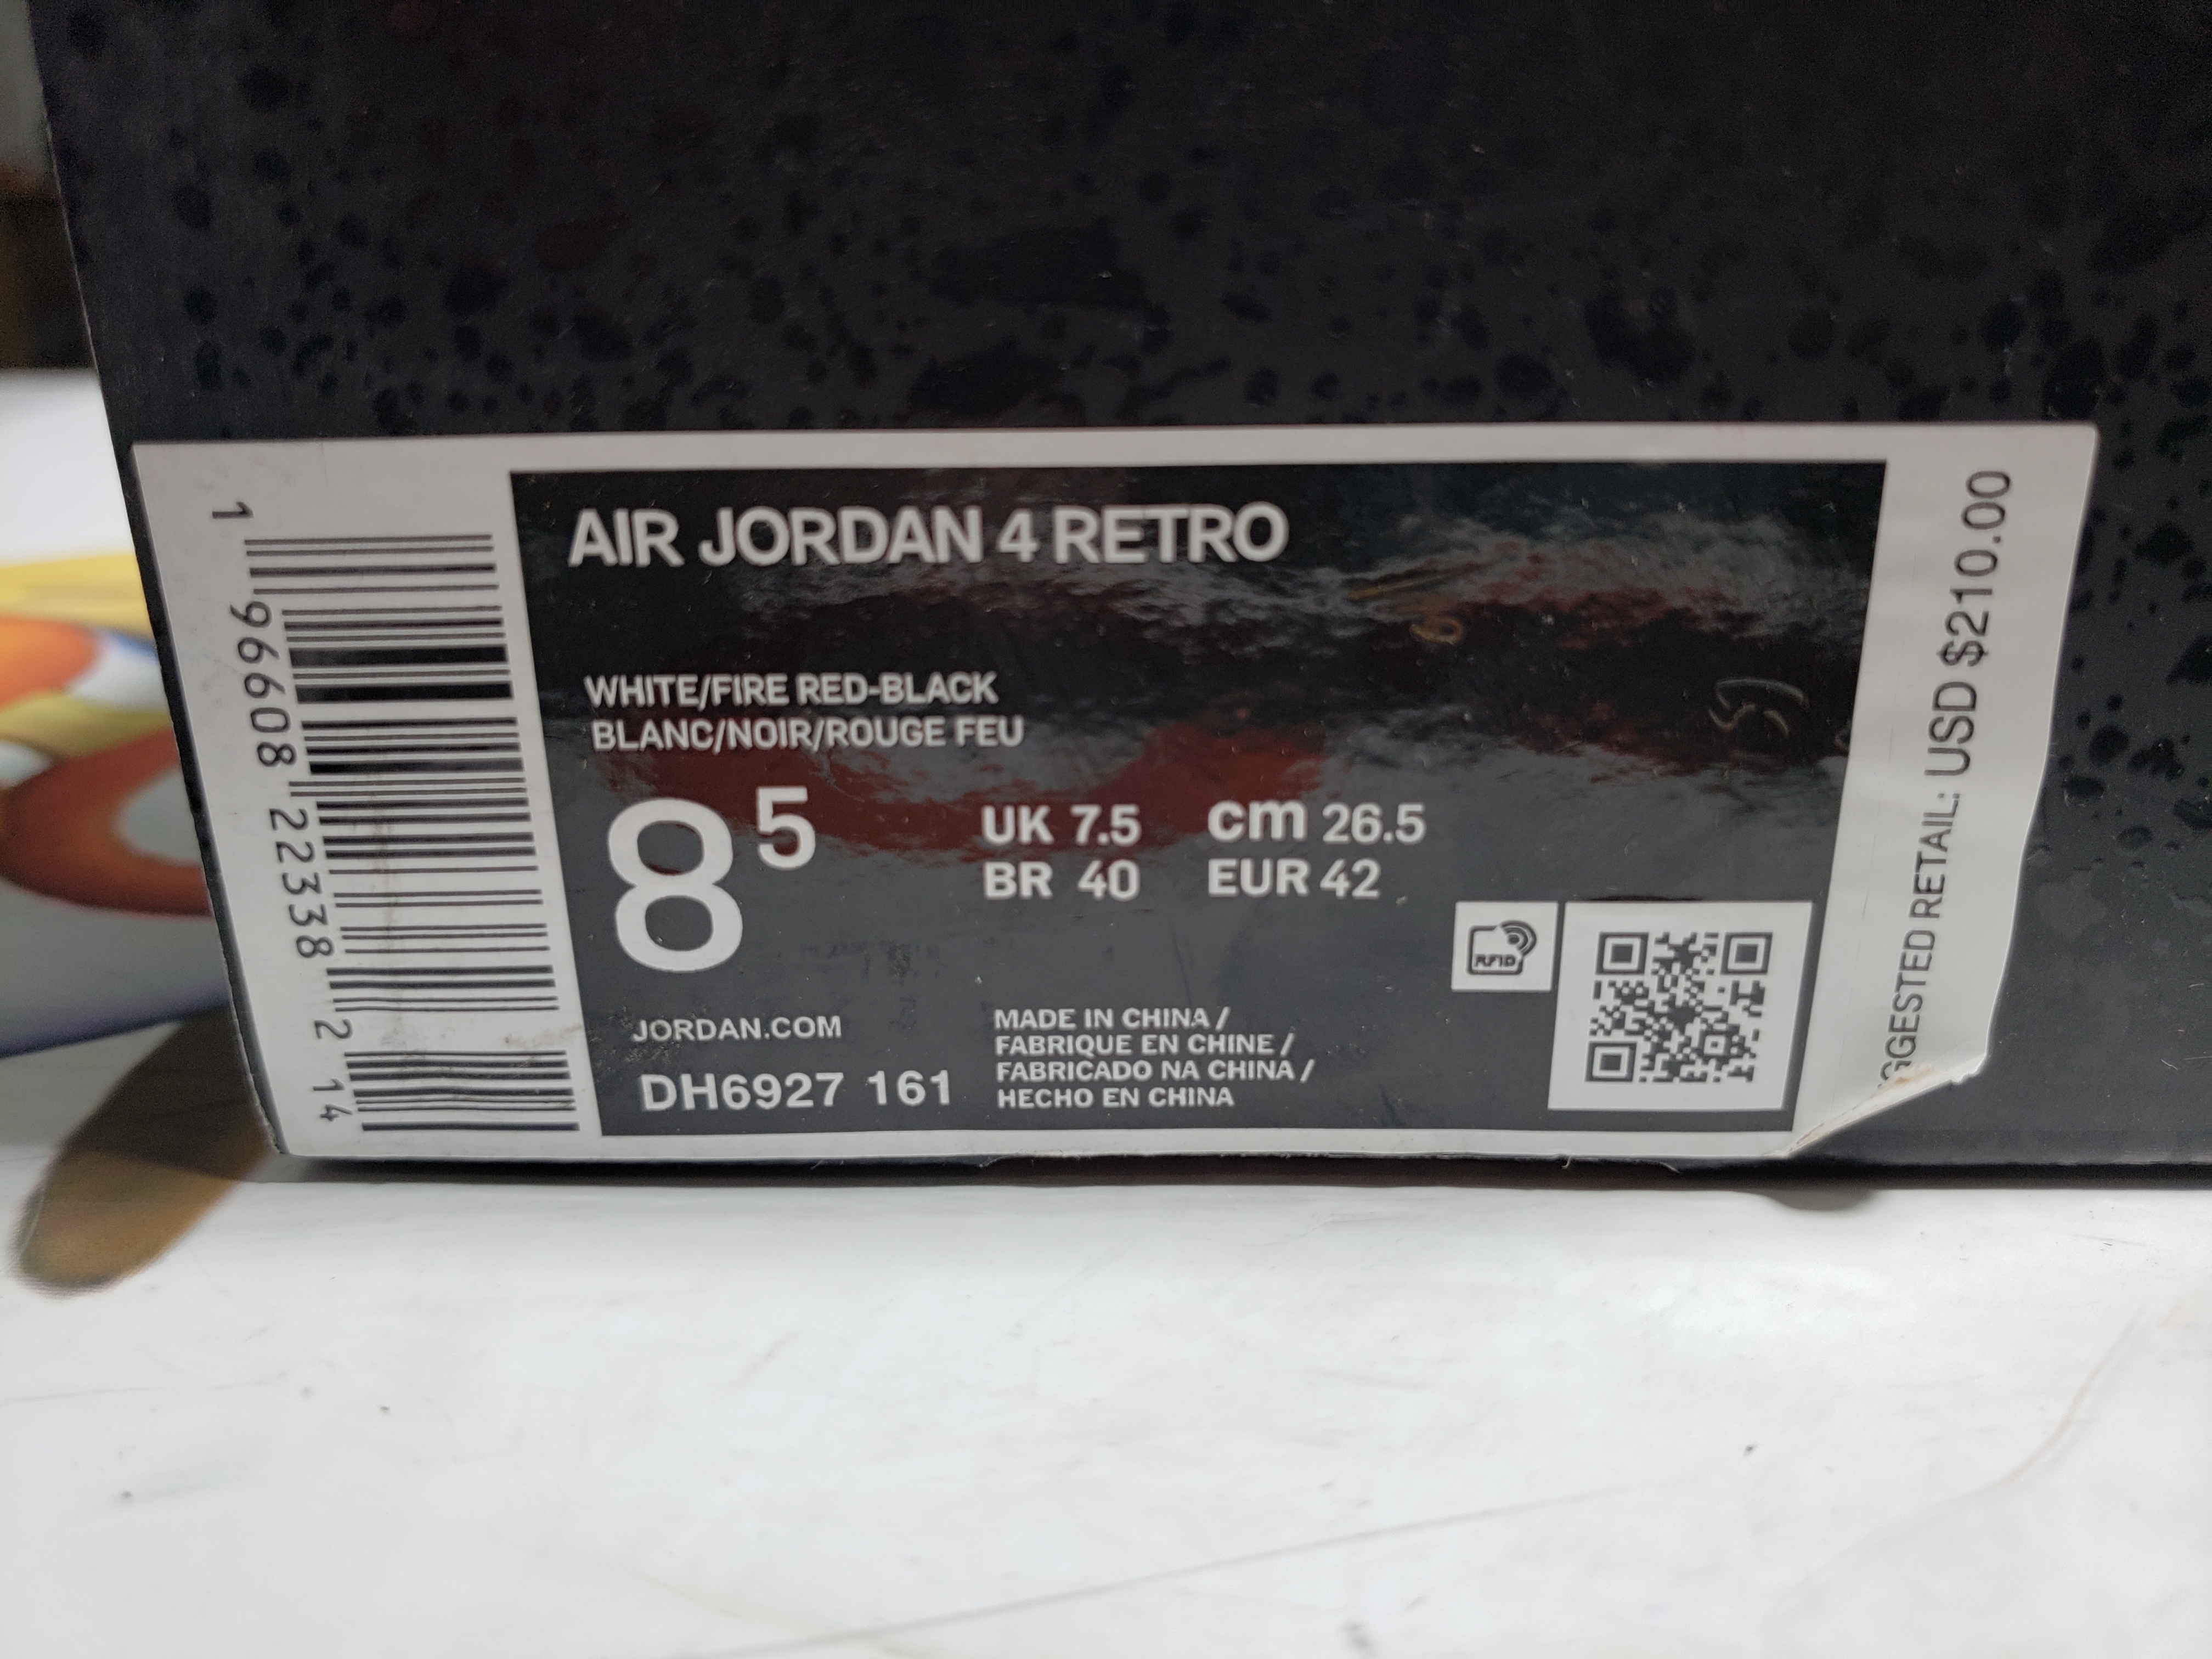 AIR JORDAN 4 RETRO
WHITE/FIRE RED-BLACK
BLANC/NOIR/ROUGE FEU
8 5
UK 7.5 cm 26.5
BR 40 EUR 42
JORDAN.COM
DH6927 161
MADE IN CHINA /
FABRIQUE EN CHINE /
FABRICADO NA CHINA /
HECHO EN CHINA
RFID
1 96608 22338 2 14
GGESTED RETAIL: USD $210.00